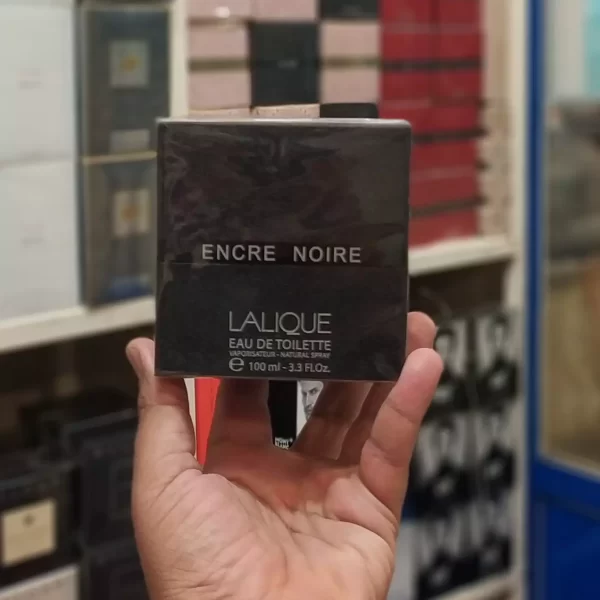 ENCRE NOIRE
LALIQUE
EAU DE TOILETTE
VAPORISATEUR - NATURAL SPRAY
℮ 100 ml - 3.3 Fl.Oz.